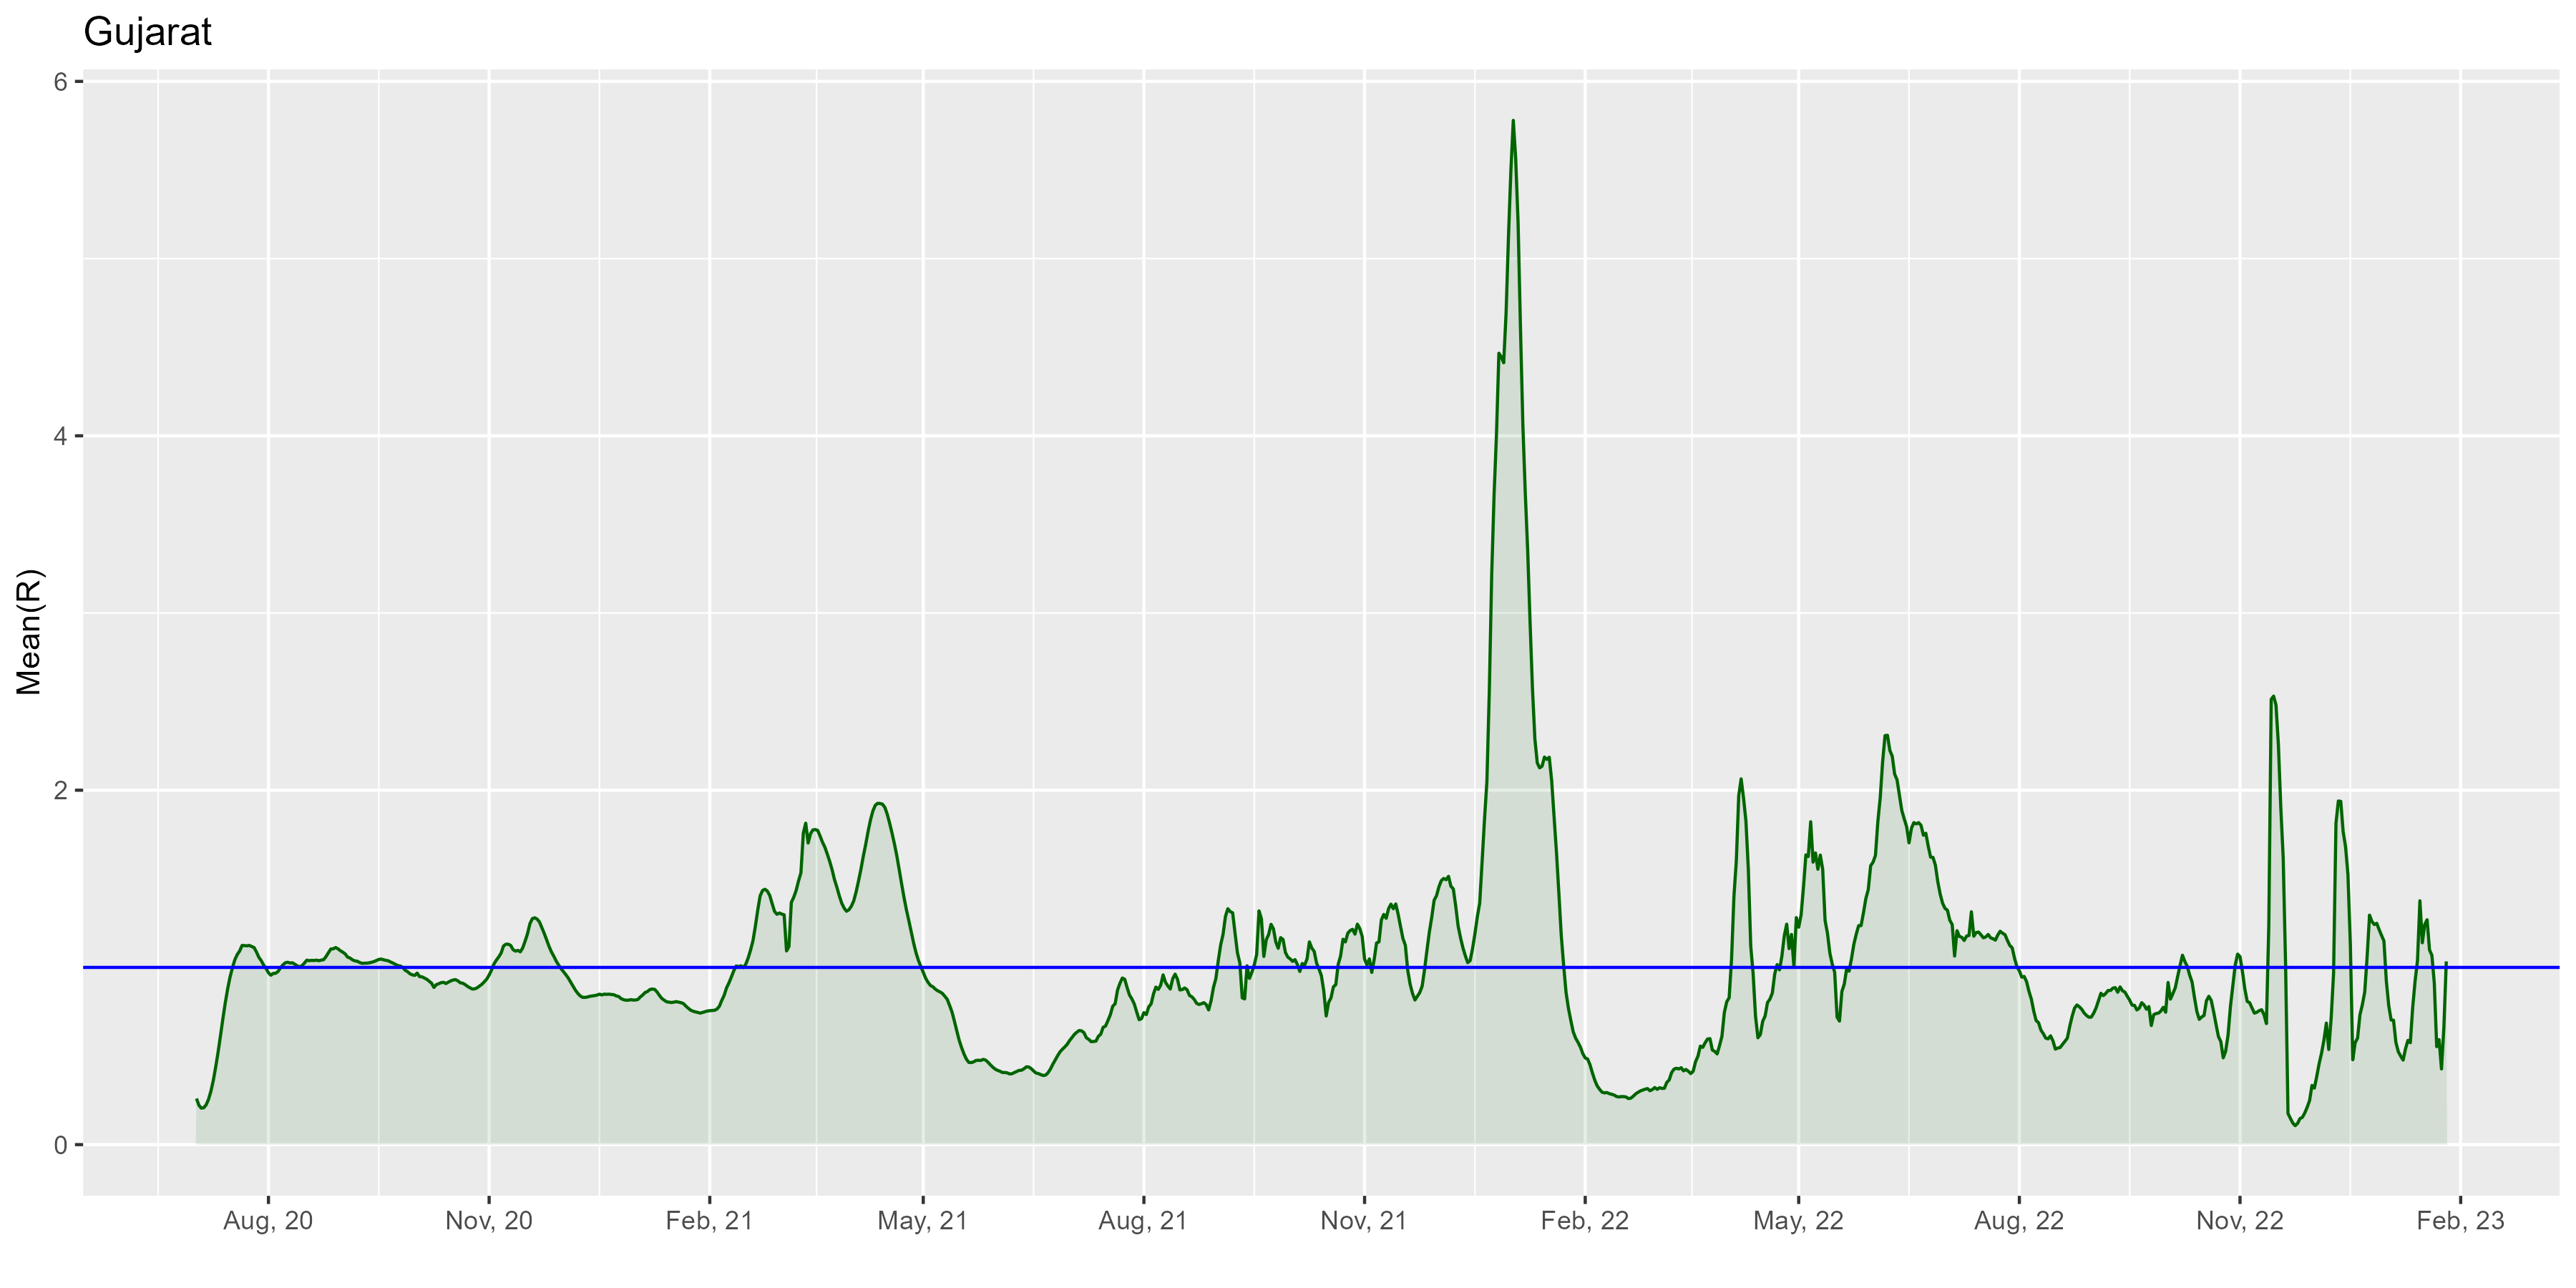 Gujarat
Mean(R)
6
4
2
0
Aug, 20
Nov, 20
Feb, 21
May, 21
Aug, 21
Nov, 21
Feb, 22
May, 22
Aug, 22
Nov, 22
Feb, 23